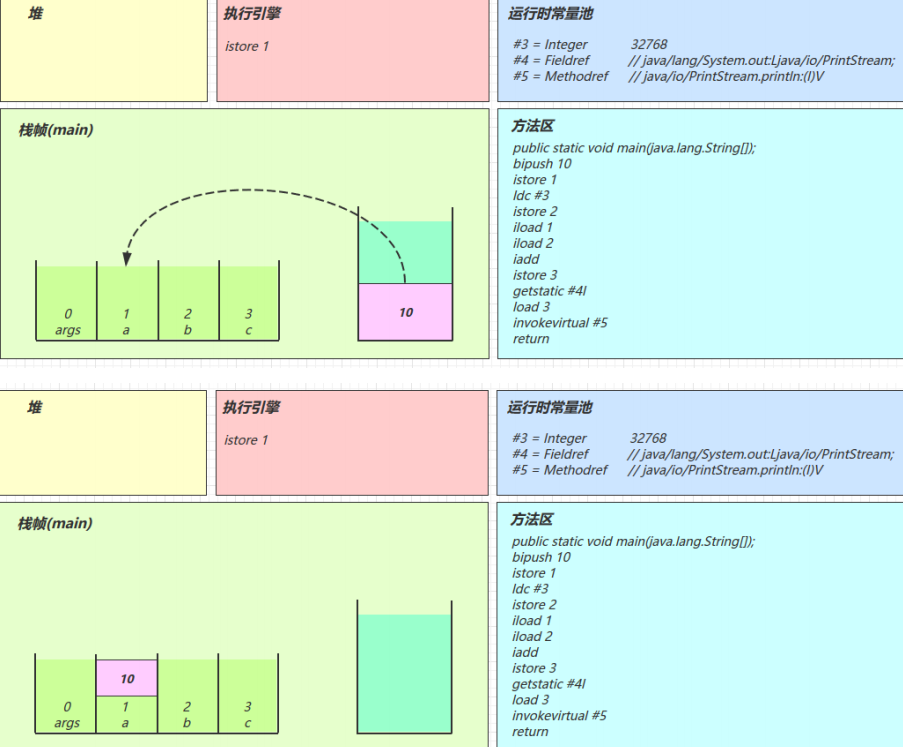 堆
执行引擎
istore 1
运行时常量池
#3 = Integer 32768
#4 = Fieldref // java/lang/System.out:Ljava/io/PrintStream;
#5 = Methodref // java/io/PrintStream.println:(I)V
栈帧(main)
0 1 2 3
args a b c
10
方法区
public static void main(java.lang.String[]);
bipush 10
istore 1
ldc #3
istore 2
iload 1
iload 2
iadd
istore 3
getstatic #4l
load 3
invokevirtual #5
return
堆
执行引擎
istore 1
运行时常量池
#3 = Integer 32768
#4 = Fieldref // java/lang/System.out:Ljava/io/PrintStream;
#5 = Methodref // java/io/PrintStream.println:(I)V
栈帧(main)
10
0 1 2 3
args a b c
方法区
public static void main(java.lang.String[]);
bipush 10
istore 1
ldc #3
istore 2
iload 1
iload 2
iadd
istore 3
getstatic #4l
load 3
invokevirtual #5
return